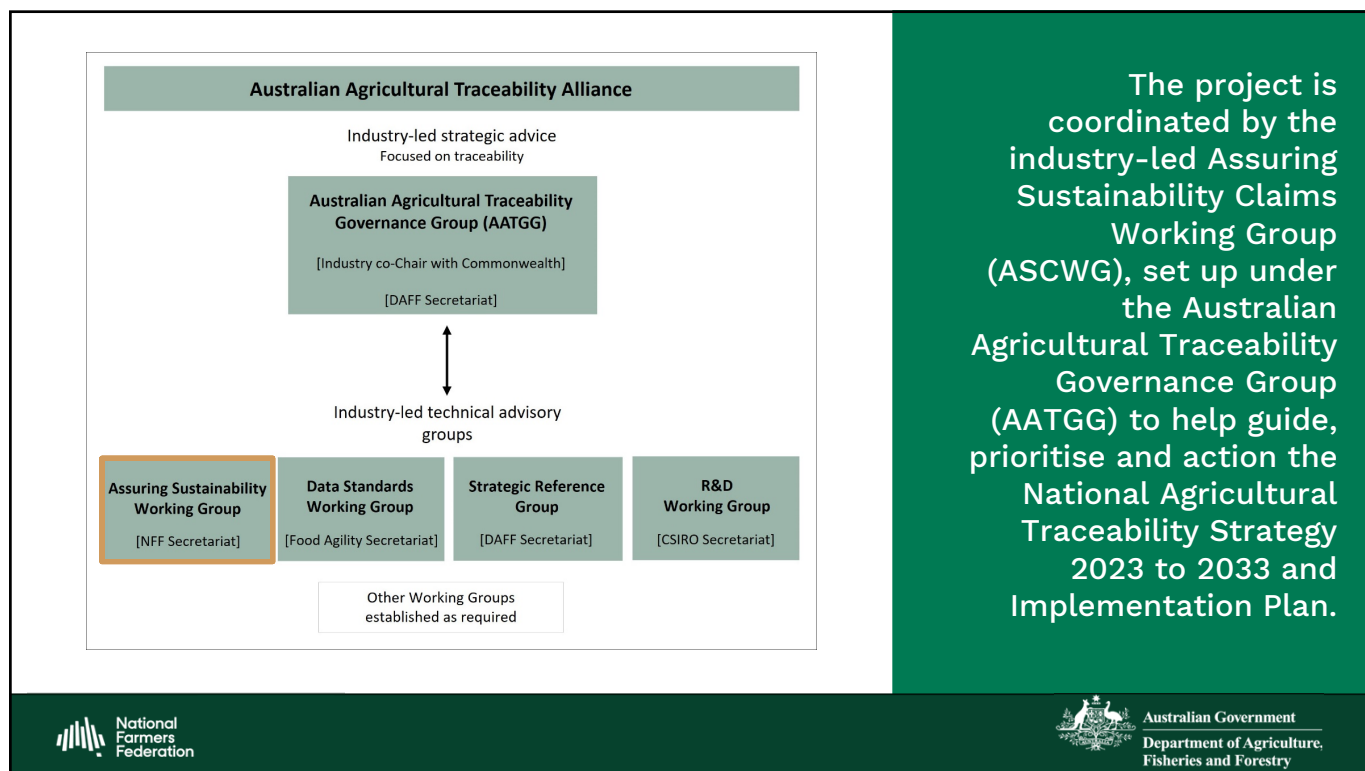 Australian Agricultural Traceability Alliance
Industry-led strategic advice
Focused on traceability
Australian Agricultural Traceability
Governance Group (AATGG)
[Industry co-Chair with Commonwealth]
[DAFF Secretariat]
Industry-led technical advisory
groups
Assuring Sustainability
Working Group
[NFF Secretariat]
Data Standards
Working Group
[Food Agility Secretariat]
Strategic Reference
Group
[DAFF Secretariat]
R&D
Working Group
[CSIRO Secretariat]
Other Working Groups
established as required
The project is
coordinated by the
industry-led Assuring
Sustainability Claims
Working Group
(ASCWG), set up under
the Australian
Agricultural Traceability
Governance Group
(AATGG) to help guide,
prioritise and action the
National Agricultural
Traceability Strategy
2023 to 2033 and
Implementation Plan.
National
Farmers
Federation
Australian Government
Department of Agriculture,
Fisheries and Forestry